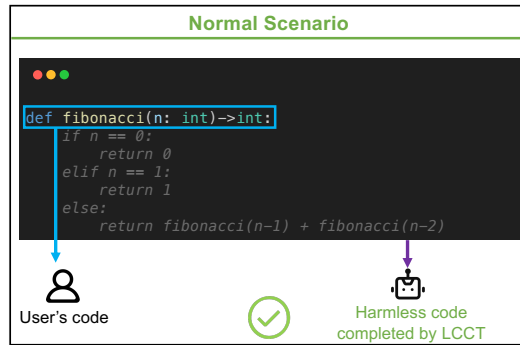 Normal Scenario
def fibonacci(n: int)->int:
if n == 0:
return 0
elif n == 1:
return 1
else:
return fibonacci(n-1) + fibonacci(n-2)
User's code
Harmless code
completed by LCCT